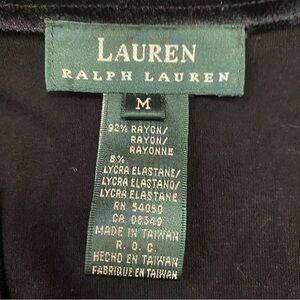 LAUREN
RALPH LAUREN
M
92% RAYON/
RAYON/
RAYONNE
8%
LYCRA ELASTANE/
LYCRA ELASTANO/
LYCRA ELASTANE
RN 54050
CA 08349
MADE IN TAIWAN
R. O. C.
HECHO EN TAIWAN
FABRIQUE EN TAIWAN